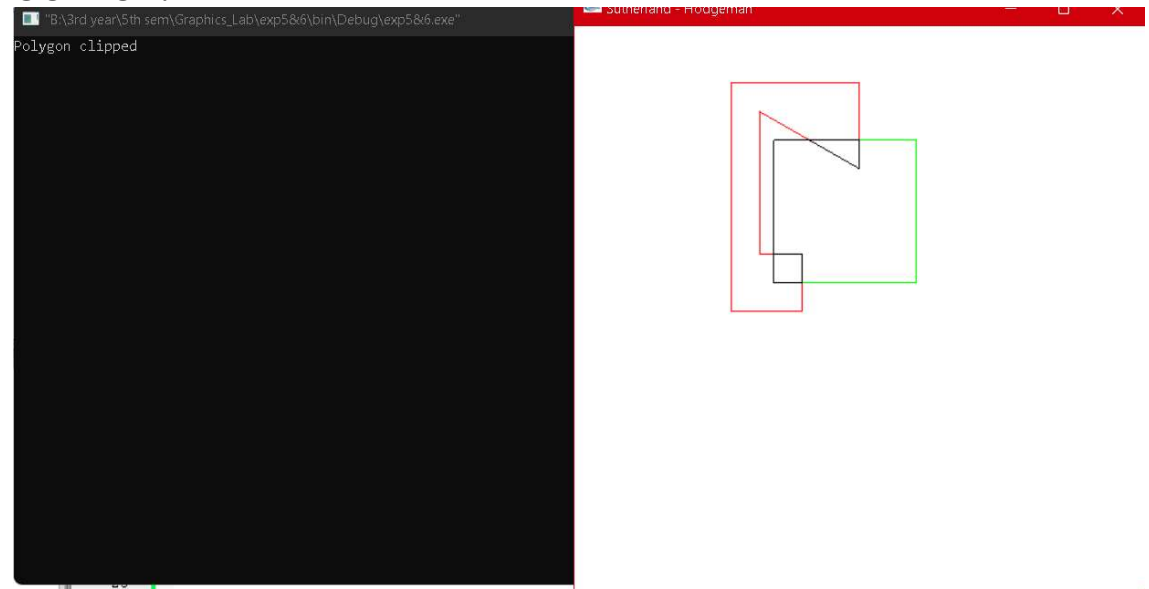 "B:\3rd year\5th sem\Graphics_Lab\exp5&6\bin\Debug\exp5&6.exe"
Polygon clipped
Sutherland - Hodgeman